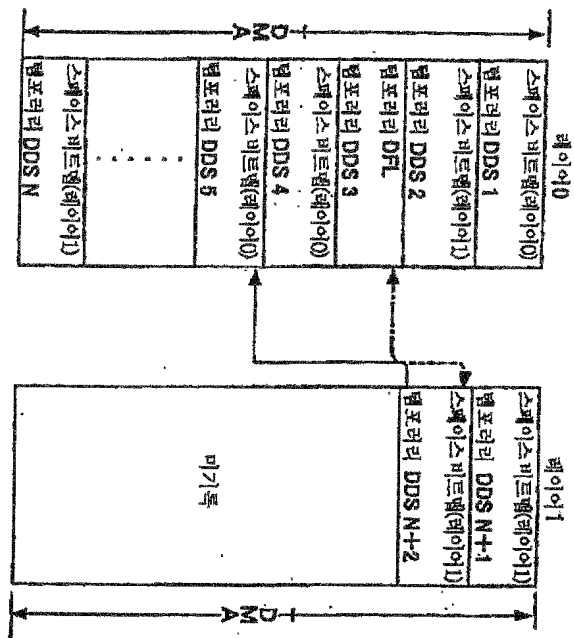 레이어0
스페이스 비트맵(레이어0)
템포러리 DDS 1
스페이스 비트맵(레이어1)
템포러리 DDS 2
템포러리 DFL
템포러리 DDS 3
스페이스 비트맵(레이어0)
템포러리 DDS 4
스페이스 비트맵(레이어0)
템포러리 DDS 5
......
스페이스 비트맵(레이어1)
템포러리 DDS N
TDMA
레이어1
스페이스 비트맵(레이어1)
템포러리 DDS N+1
스페이스 비트맵(레이어1)
템포러리 DDS N+2
미기록
TDMA